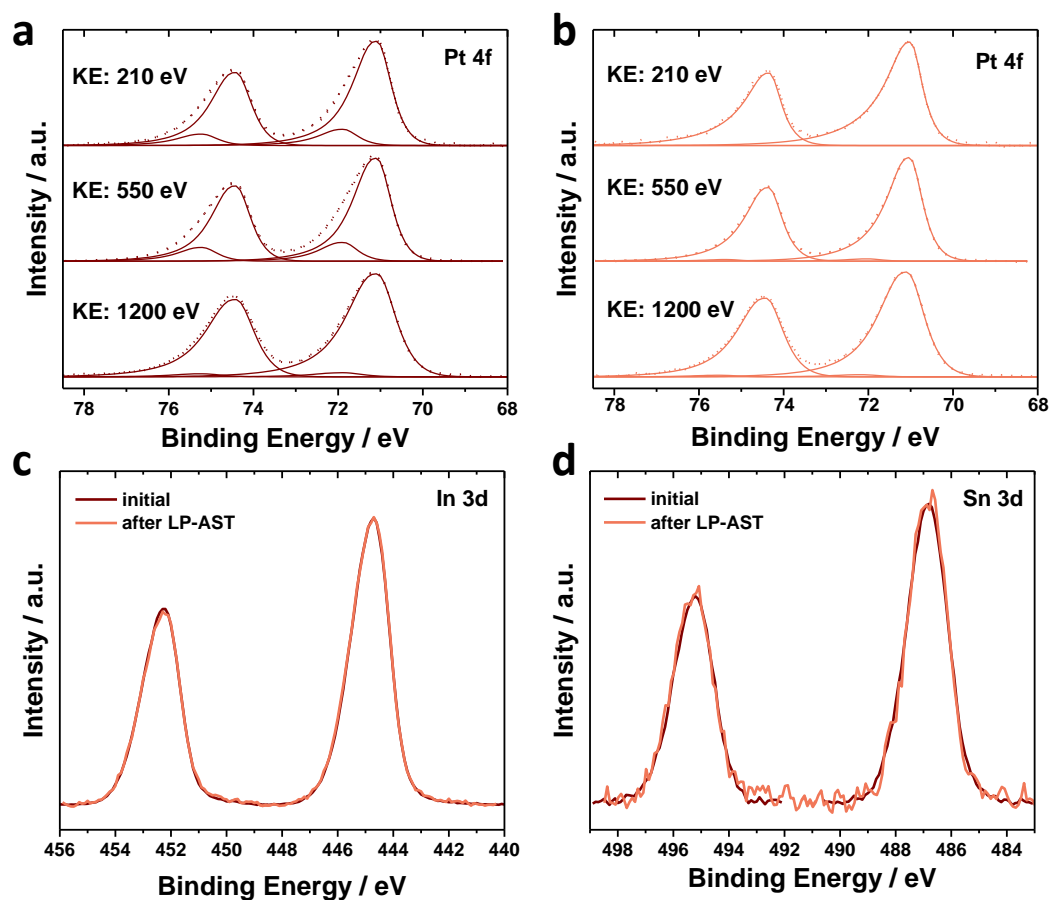 a
Pt 4f
KE: 210 eV
KE: 550 eV
KE: 1200 eV
Intensity / a.u.
78 76 74 72 70 68
Binding Energy / eV
b
Pt 4f
KE: 210 eV
KE: 550 eV
KE: 1200 eV
Intensity / a.u.
78 76 74 72 70 68
Binding Energy / eV
c
initial
after LP-AST
In 3d
Intensity / a.u.
456 454 452 450 448 446 444 442 440
Binding Energy / eV
d
initial
after LP-AST
Sn 3d
Intensity / a.u.
498 496 494 492 490 488 486 484
Binding Energy / eV